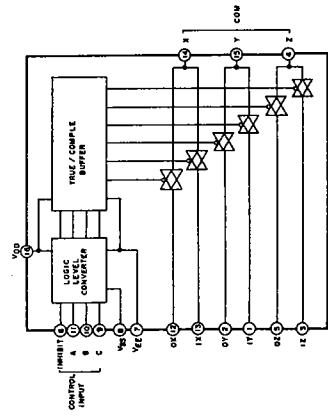 COM
X 14
Y 15
Z 4
TRUE / COMPLE
BUFFER
LOGIC
LEVEL
CONVERTER
VDD 16
CONTROL
INPUT
INHIBIT 6
A 11
B 10
C 9
VSS 8
VEE 7
0X 12
1X 13
0Y 2
1Y 1
0Z 5
1Z 3